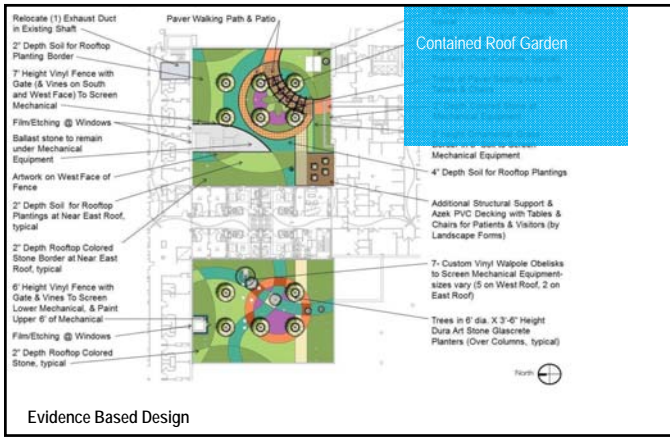 Relocate (1) Exhaust Duct
in Existing Shaft
2" Depth Soil for Rooftop
Planting Border
7' Height Vinyl Fence with
Gate (& Vines on South
and West Face) To Screen
Mechanical
Film/Etching @ Windows
Ballast stone to remain
under Mechanical
Equipment
Artwork on West Face of
Fence
2" Depth Soil for Rooftop
Plantings at Near East Roof,
typical
2" Depth Rooftop Colored
Stone Border at Near East
Roof, typical
6' Height Vinyl Fence with
Gate & Vines To Screen
Lower Mechanical, & Paint
Upper 6' of Mechanical
Film/Etching @ Windows
2" Depth Rooftop Colored
Stone, typical
Paver Walking Path & Patio
Contained Roof Garden
Mechanical Equipment
4" Depth Soil for Rooftop Plantings
Additional Structural Support &
Azek PVC Decking with Tables &
Chairs for Patients & Visitors (by
Landscape Forms)
7- Custom Vinyl Walpole Obelisks
to Screen Mechanical Equipment-
sizes vary (5 on West Roof, 2 on
East Roof)
Trees in 6' dia. X 3'-6" Height
Dura Art Stone Glascrete
Planters (Over Columns, typical)
North
Evidence Based Design